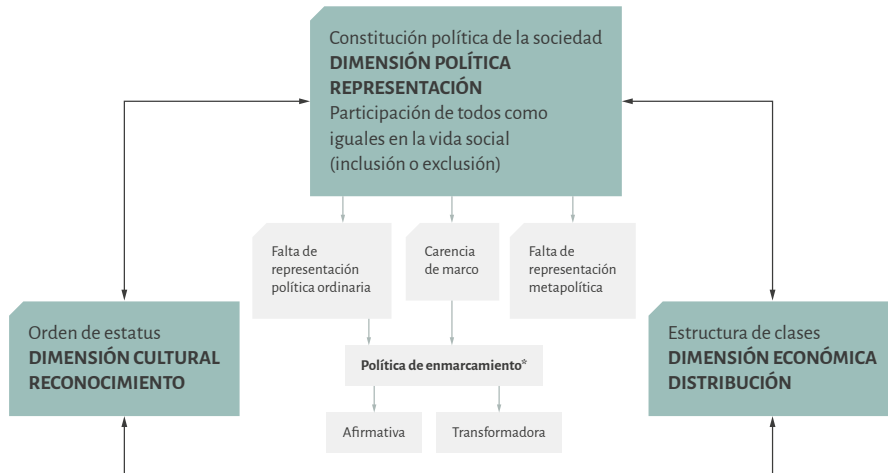 Constitución política de la sociedad
DIMENSIÓN POLÍTICA
REPRESENTACIÓN
Participación de todos como
iguales en la vida social
(inclusión o exclusión)
Falta de
representación
política ordinaria
Carencia
de marco
Falta de
representación
metapolítica
Orden de estatus
DIMENSIÓN CULTURAL
RECONOCIMIENTO
Estructura de clases
DIMENSIÓN ECONÓMICA
DISTRIBUCIÓN
Política de enmarcamiento*
Afirmativa
Transformadora